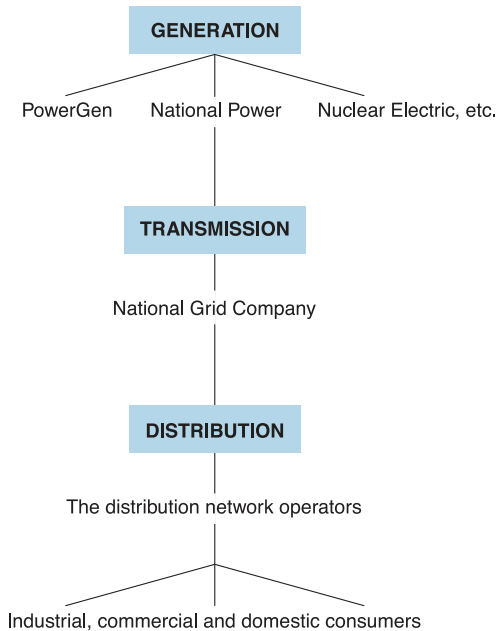 GENERATION
PowerGen National Power Nuclear Electric, etc.
TRANSMISSION
National Grid Company
DISTRIBUTION
The distribution network operators
Industrial, commercial and domestic consumers